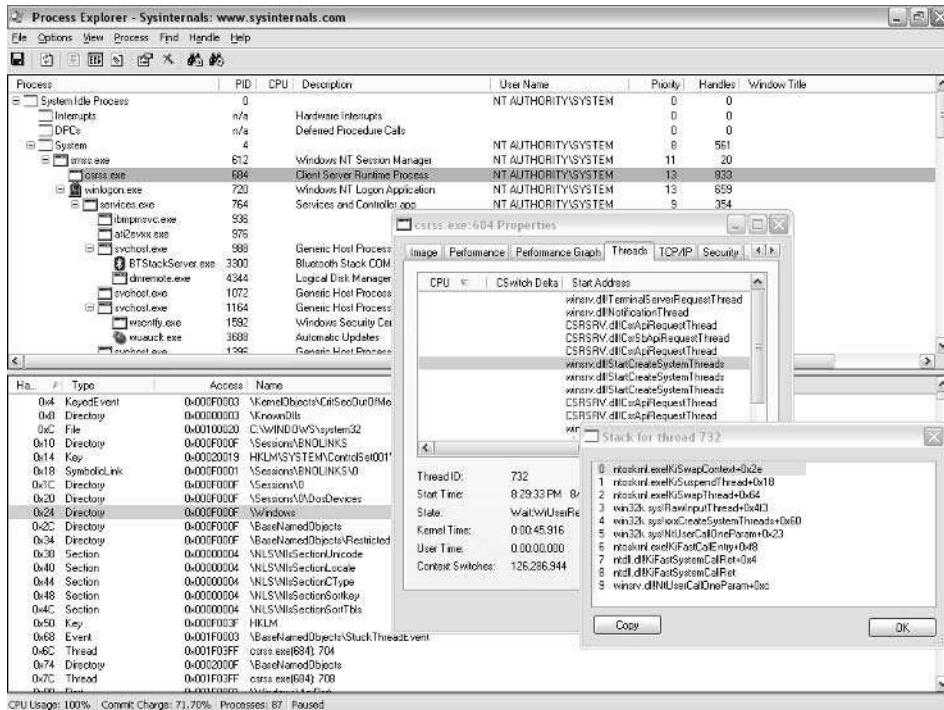 Process Explorer - Sysinternals: www.sysinternals.com
File Options View Process Find Handle Help
Process PID CPU Description User Name Priority Handles Window Title
System Idle Process 0 NT AUTHORITY\SYSTEM 0 0
Interrupts n/a Hardware Interrupts 0 0
DPCs n/a Deferred Procedure Calls 0 0
System 4 NT AUTHORITY\SYSTEM 8 561
smss.exe 612 Windows NT Session Manager NT AUTHORITY\SYSTEM 11 20
csrss.exe 684 Client Server Runtime Process NT AUTHORITY\SYSTEM 13 933
winlogon.exe 720 Windows NT Logon Application NT AUTHORITY\SYSTEM 13 659
services.exe 764 Services and Controller app NT AUTHORITY\SYSTEM 9 354
ibmpmsvc.exe 936
ati2evxx.exe 976
svchost.exe 988 Generic Host Process
BTStackServer.exe 3300 Bluetooth Stack COM
dmremote.exe 4344 Logical Disk Manager
svchost.exe 1072 Generic Host Process
svchost.exe 1164 Generic Host Process
wscntfy.exe 1592 Windows Security Cen
wuauclt.exe 3688 Automatic Updates
svchost.exe 1396 Generic Host Process
csrss.exe:684 Properties
Image Performance Performance Graph Threads TCP/IP Security
CPU CSwitch Delta Start Address
winsrv.dll!TerminalServerRequestThread
winsrv.dll!NotificationThread
CSRSRV.dll!CsrApiRequestThread
CSRSRV.dll!CsrSbApiRequestThread
CSRSRV.dll!CsrApiRequestThread
winsrv.dll!StartCreateSystemThreads
winsrv.dll!StartCreateSystemThreads
winsrv.dll!StartCreateSystemThreads
CSRSRV.dll!CsrApiRequestThread
CSRSRV.dll!CsrApiRequestThread
Thread ID: 732
Start Time: 8:29:33 PM 8/
State: Wait:WrUserRe
Kernel Time: 0:00:45.916
User Time: 0:00:00.000
Context Switches: 126,286,944
Stack for thread 732
0 ntoskrnl.exe!KiSwapContext+0x2e
1 ntoskrnl.exe!KiSuspendThread+0x18
2 ntoskrnl.exe!KiSwapThread+0x64
3 win32k.sys!RawInputThread+0x4f3
4 win32k.sys!xxxCreateSystemThreads+0x60
5 win32k.sys!NtUserCallOneParam+0x23
6 ntoskrnl.exe!KiFastCallEntry+0xf8
7 ntdll.dll!KiFastSystemCallRet+0x4
8 ntdll.dll!KiFastSystemCallRet
9 winsrv.dll!NtUserCallOneParam+0xc
Copy OK
Ha... Type Access Name
0x4 KeyedEvent 0x000F0003 \KernelObjects\CritSecOutOfMe
0x8 Directory 0x00000003 \KnownDlls
0xC File 0x00100020 C:\WINDOWS\system32
0x10 Directory 0x000F000F \Sessions\BNOLINKS
0x14 Key 0x00020019 HKLM\SYSTEM\ControlSet001\
0x18 SymbolicLink 0x000F0001 \Sessions\BNOLINKS\0
0x1C Directory 0x000F000F \Sessions\0
0x20 Directory 0x000F000F \Sessions\0\DosDevices
0x24 Directory 0x000F000F \Windows
0x2C Directory 0x000F000F \BaseNamedObjects
0x34 Directory 0x000F000F \BaseNamedObjects\Restricted
0x38 Section 0x00000004 \NLS\NlsSectionUnicode
0x40 Section 0x00000004 \NLS\NlsSectionLocale
0x44 Section 0x00000004 \NLS\NlsSectionCType
0x48 Section 0x00000004 \NLS\NlsSectionSortkey
0x4C Section 0x00000004 \NLS\NlsSectionSortTbls
0x50 Key 0x000F003F HKLM
0x68 Event 0x001F0003 \BaseNamedObjects\StuckThreadEvent
0x6C Thread 0x001F03FF csrss.exe(684): 704
0x74 Directory 0x0002000F \BaseNamedObjects
0x7C Thread 0x001F03FF csrss.exe(684): 708
CPU Usage: 100% Commit Charge: 71.70% Processes: 87 Paused